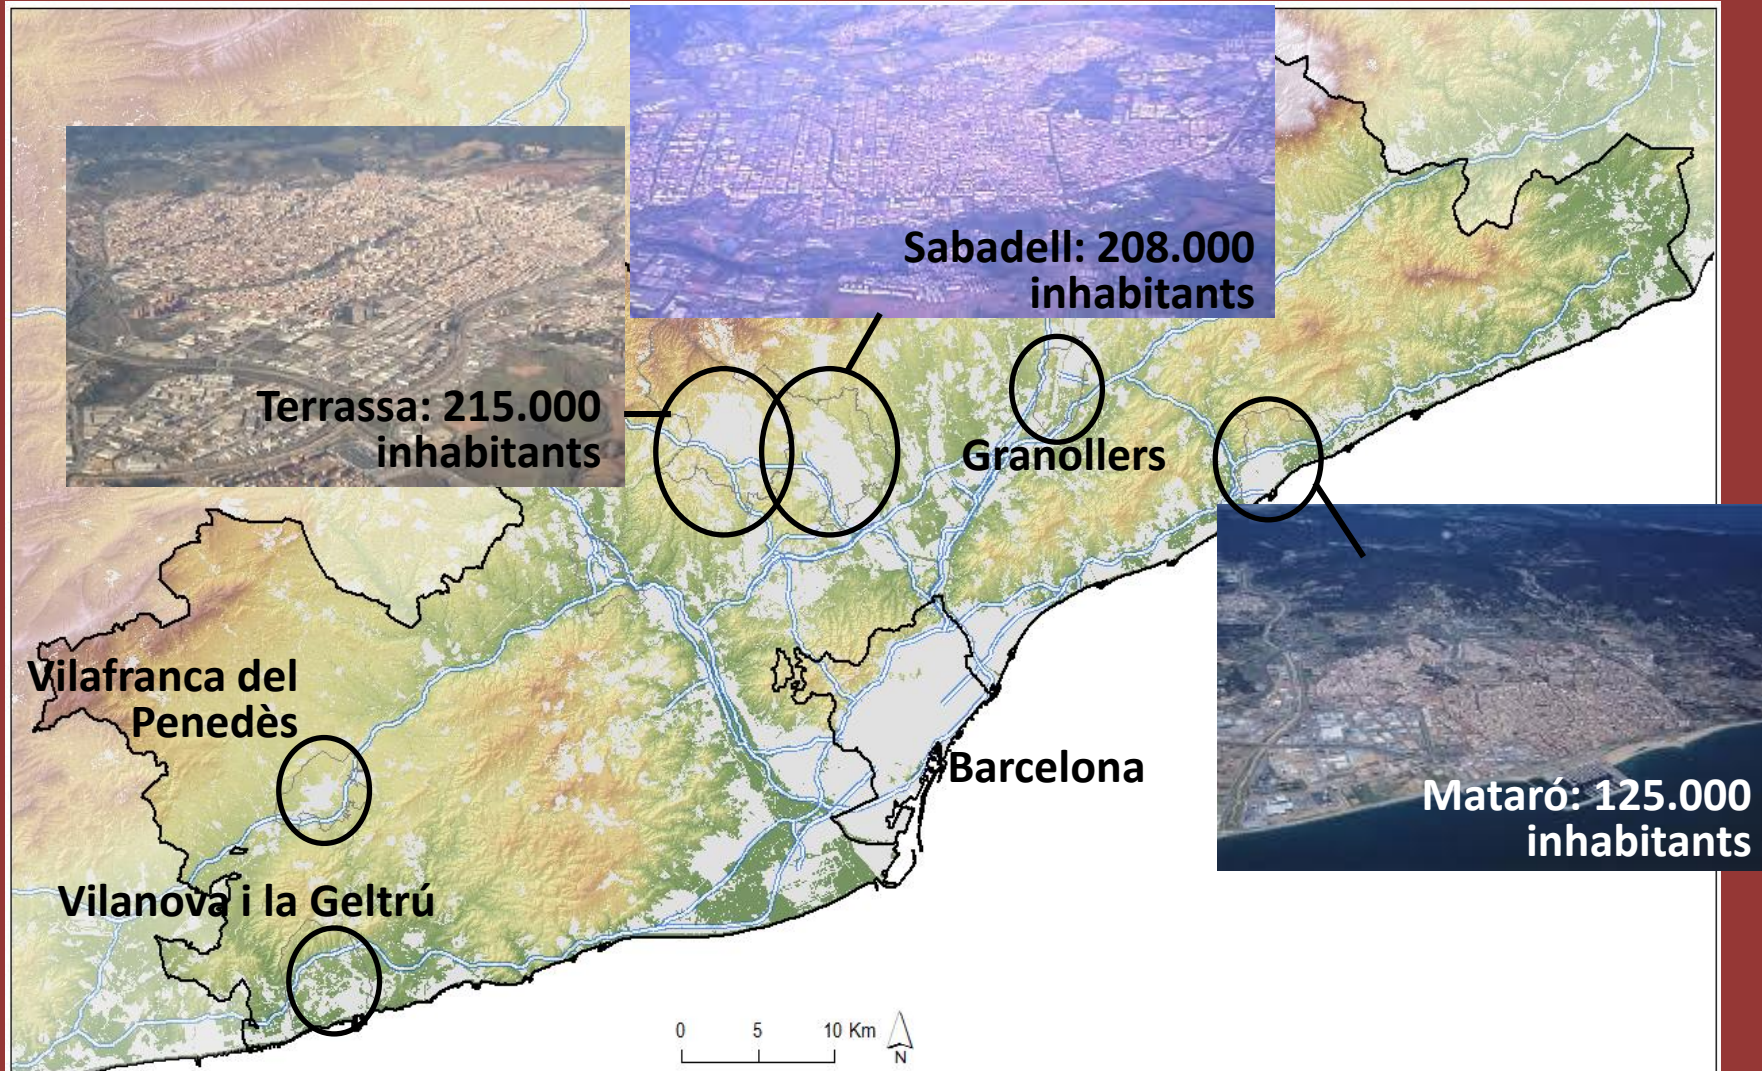 Sabadell: 208.000
inhabitants
Terrassa: 215.000
inhabitants
Granollers
Mataró: 125.000
inhabitants
Vilafranca del
Penedès
Barcelona
Vilanova i la Geltrú
0 5 10 Km
N